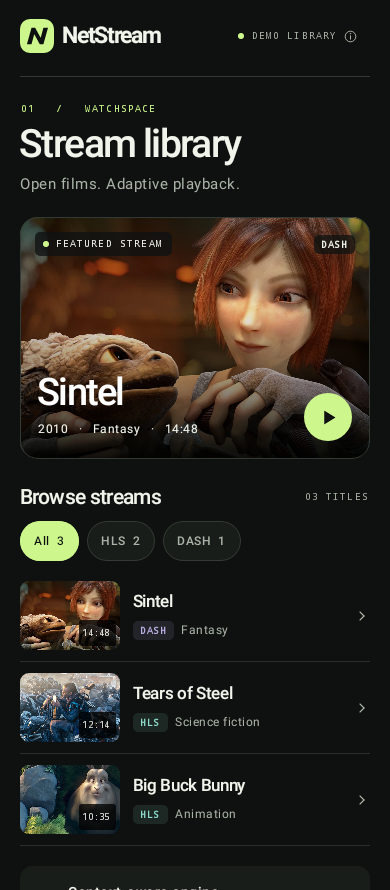 N NetStream
DEMO LIBRARY
01 / WATCHSPACE
Stream library
Open films. Adaptive playback.
FEATURED STREAM
DASH
Sintel
2010 · Fantasy · 14:48
Browse streams
03 TITLES
All 3
HLS 2
DASH 1
Sintel
14:48
DASH Fantasy
Tears of Steel
12:14
HLS Science fiction
Big Buck Bunny
10:35
HLS Animation